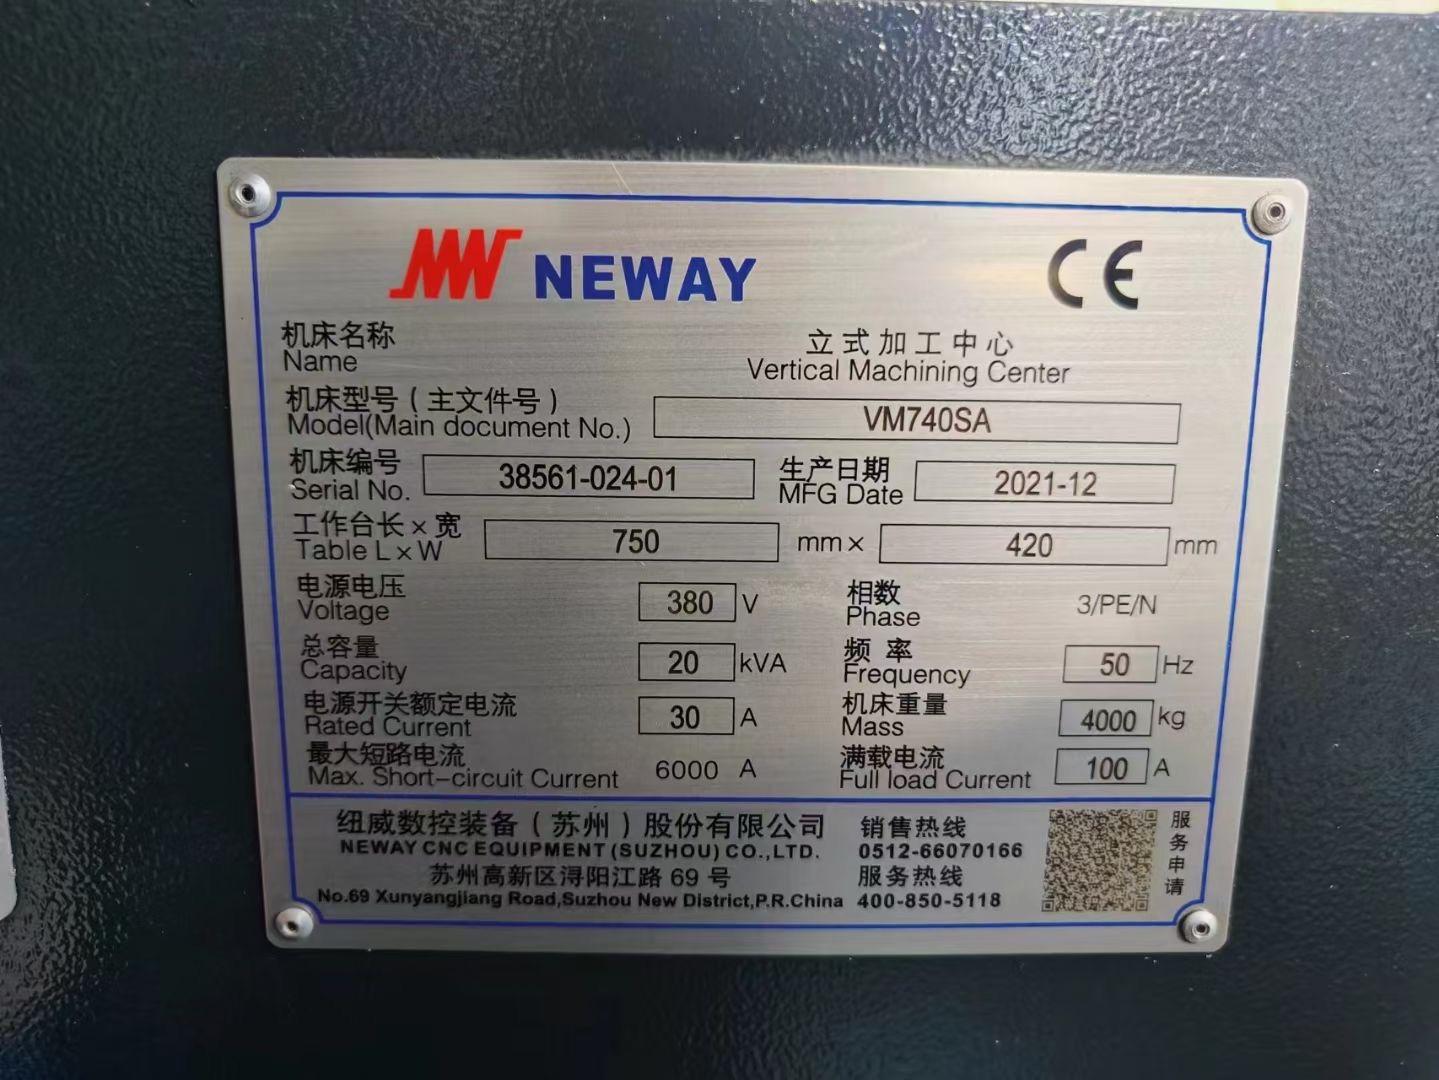 NEWAY CE
机床名称 立式加工中心
Name Vertical Machining Center
机床型号(主文件号) VM740SA
Model(Main document No.)
机床编号 38561-024-01 生产日期 2021-12
Serial No. MFG Date
工作台长×宽 750 mm× 420 mm
Table L×W
电源电压 380 V 相数 3/PE/N
Voltage Phase
总容量 20 kVA 频率 50 Hz
Capacity Frequency
电源开关额定电流 30 A 机床重量 4000 kg
Rated Current Mass
最大短路电流 6000 A 满载电流 100 A
Max. Short-circuit Current Full load Current
纽威数控装备(苏州)股份有限公司 销售热线
NEWAY CNC EQUIPMENT (SUZHOU) CO.,LTD. 0512-66070166
苏州高新区浔阳江路 69 号 服务热线
No.69 Xunyangjiang Road,Suzhou New District,P.R.China 400-850-5118
服务申请